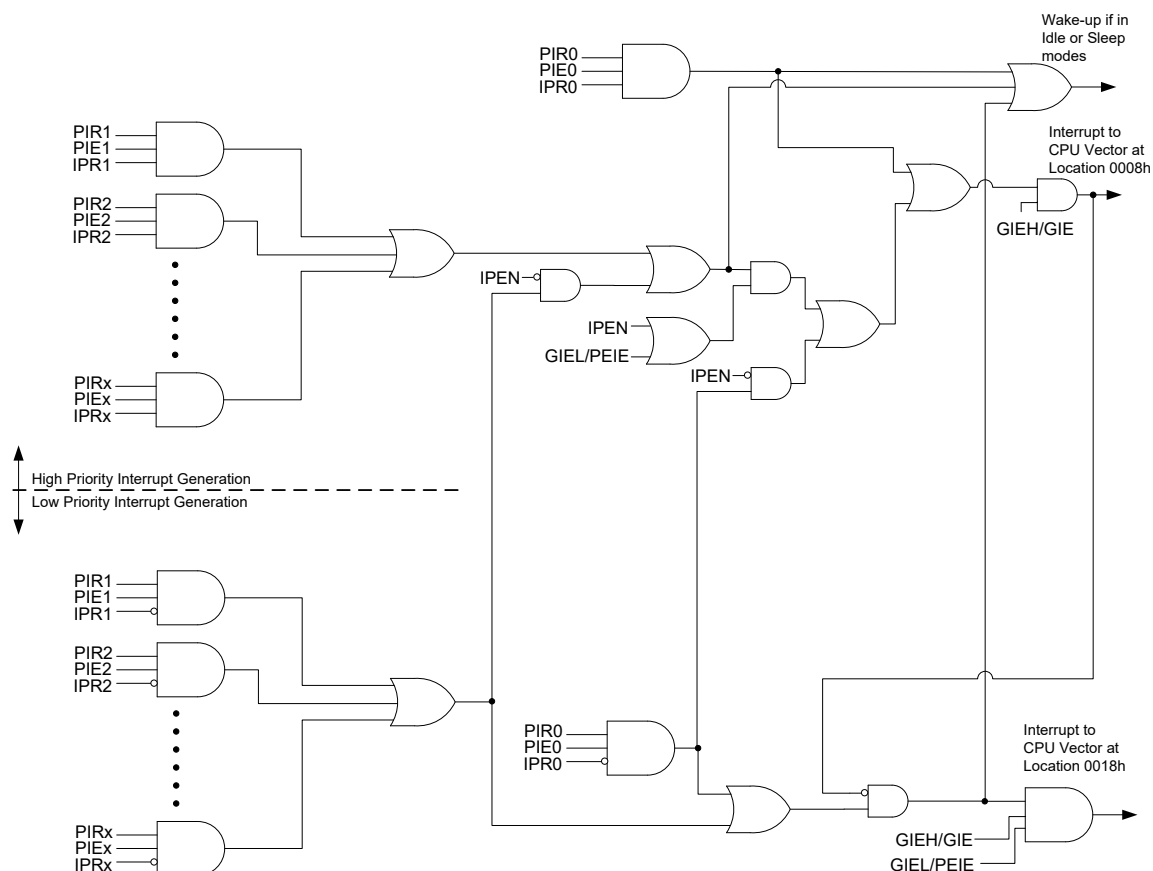 Wake-up if in
Idle or Sleep
modes
PIR0
PIE0
IPR0
PIR1
PIE1
IPR1
Interrupt to
CPU Vector at
Location 0008h
PIR2
PIE2
IPR2
GIEH/GIE
IPEN
IPEN
GIEL/PEIE
IPEN
PIRx
PIEx
IPRx
High Priority Interrupt Generation
Low Priority Interrupt Generation
PIR1
PIE1
IPR1
PIR2
PIE2
IPR2
PIR0
PIE0
IPR0
Interrupt to
CPU Vector at
Location 0018h
PIRx
PIEx
IPRx
GIEH/GIE
GIEL/PEIE